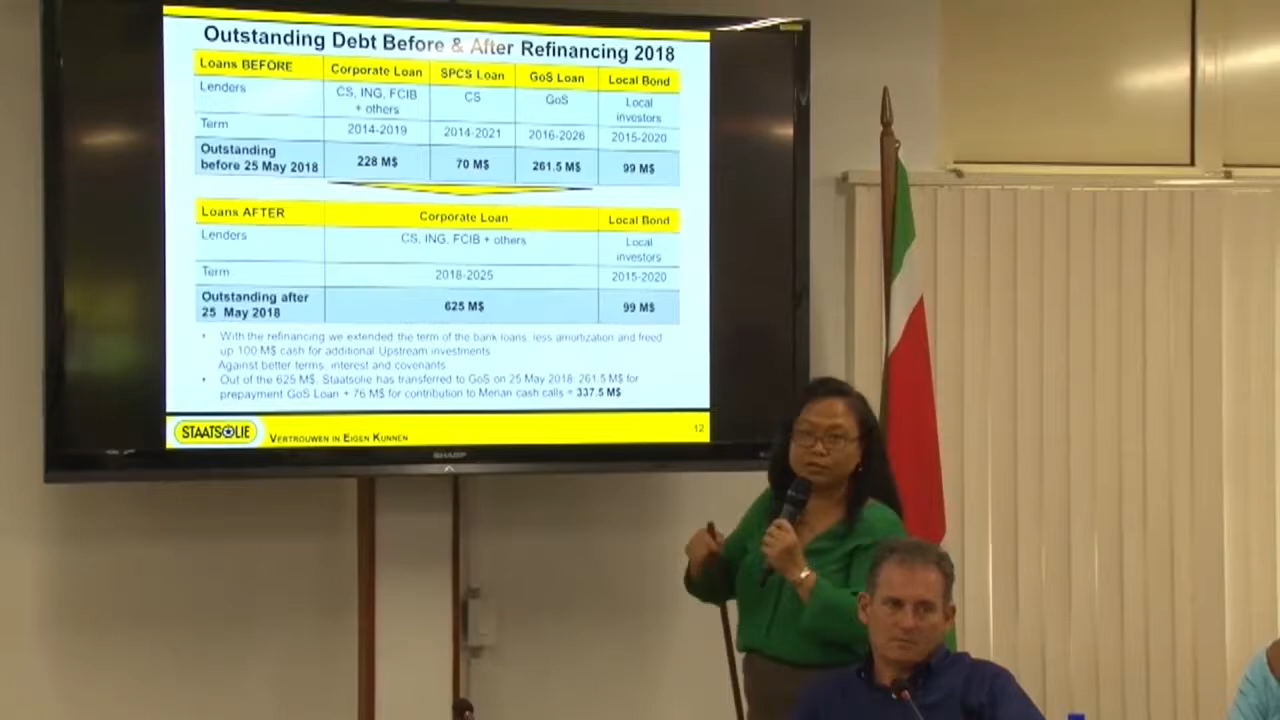 Outstanding Debt Before & After Refinancing 2018
Loans BEFORE Corporate Loan SPCS Loan GoS Loan Local Bond
Lenders CS, ING, FCIB + others CS GoS Local investors
Term 2014-2019 2014-2021 2016-2026 2015-2020
Outstanding before 25 May 2018 228 M$ 70 M$ 261.5 M$ 99 M$
Loans AFTER Corporate Loan Local Bond
Lenders CS, ING, FCIB + others Local investors
Term 2018-2025 2015-2020
Outstanding after 25 May 2018 625 M$ 99 M$
• With the refinancing we extended the term of the bank loans, less amortization and freed
up 100 M$ cash for additional Upstream investments
Against better terms, interest and covenants
• Out of the 625 M$, Staatsolie has transferred to GoS on 25 May 2018: 261.5 M$ for
prepayment GoS Loan + 76 M$ for contribution to Merian cash calls = 337.5 M$
STAATSOLIE VERTROUWEN IN EIGEN KUNNEN 12
SHARP